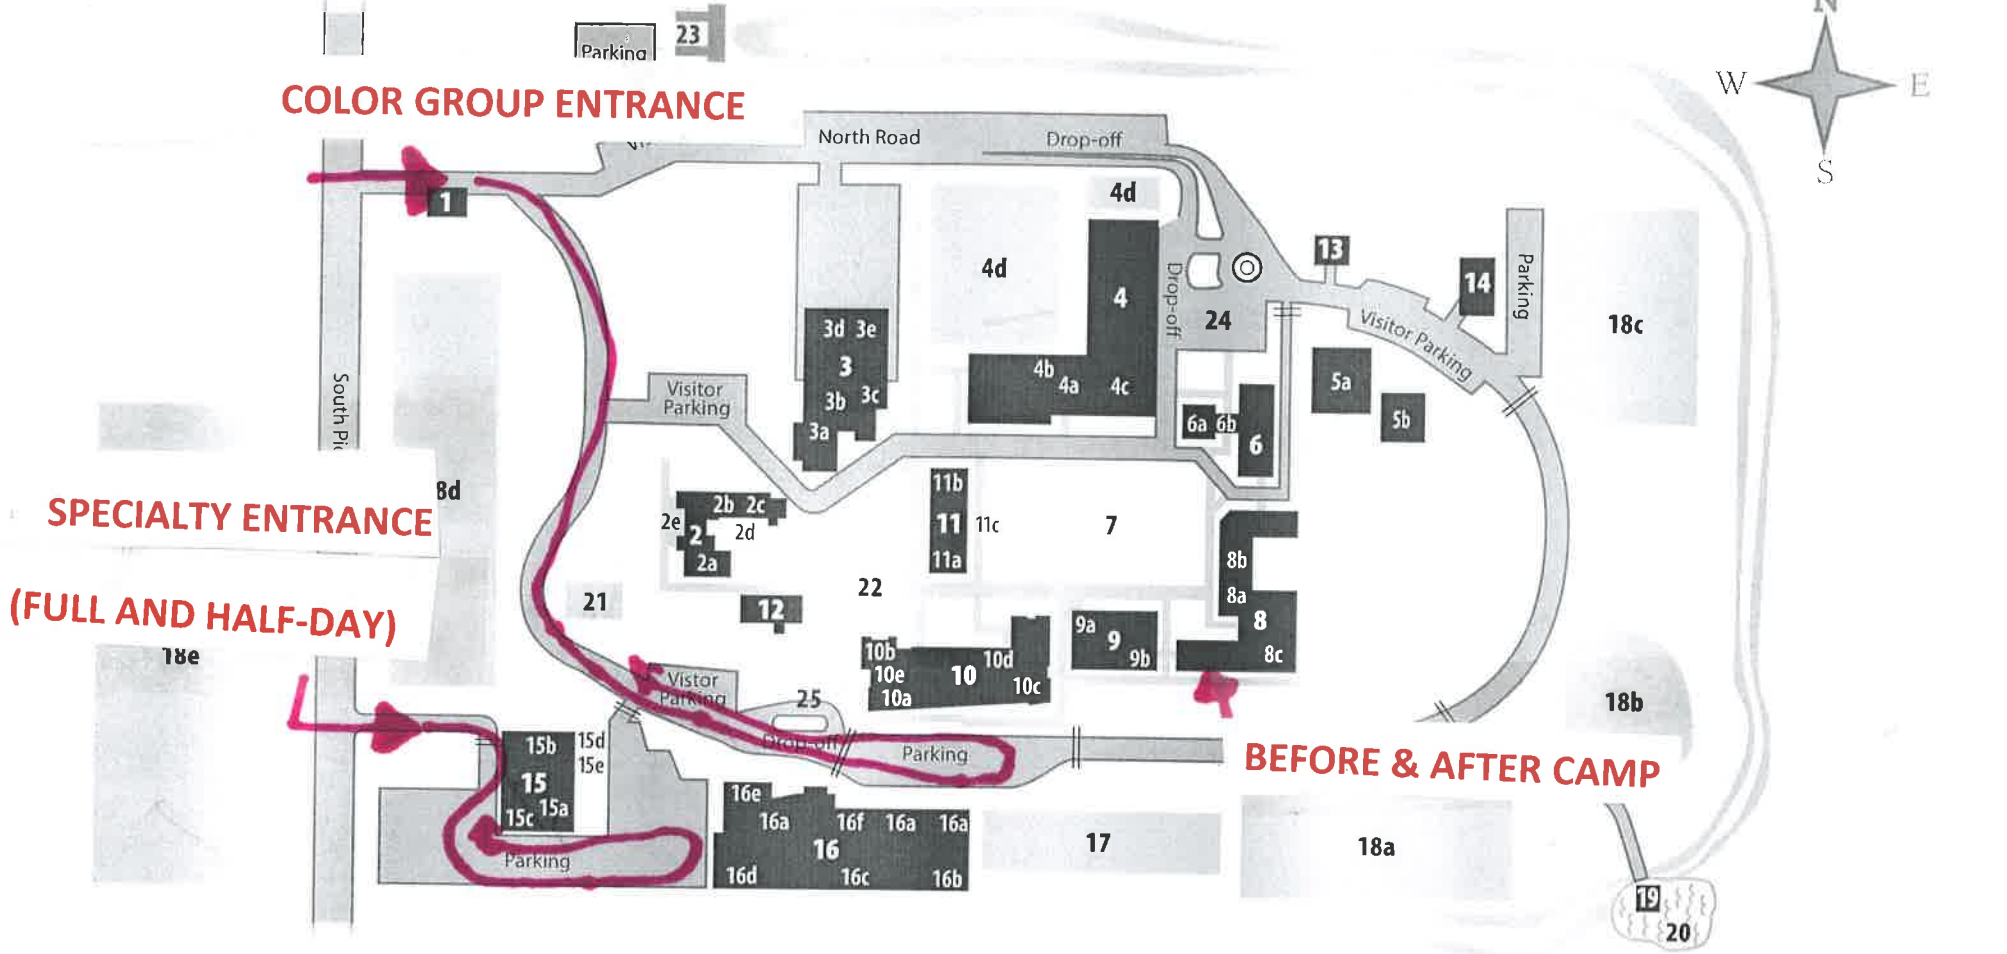 N
W
E
S
Parking
23
COLOR GROUP ENTRANCE
North Road
Drop-off
1
4d
4d
13
14
Parking
18c
3d 3e
3
3b 3c
3a
4
4b
4a
4c
Drop-off
24
Visitor Parking
5a
5b
6a
6b
6
Visitor
Parking
South
8d
SPECIALTY ENTRANCE
(FULL AND HALF-DAY)
18e
2b 2c
2e
2
2d
2a
11b
11
11c
11a
7
22
21
12
8b
8a
8
8c
9a
9
9b
10b
10e
10a
10
10d
10c
Vistor
Parking
25
Drop-off
Parking
18b
BEFORE & AFTER CAMP
15b
15d
15e
15
15a
15c
Parking
16e
16a
16f
16a
16a
16
16d
16c
16b
17
18a
19
20